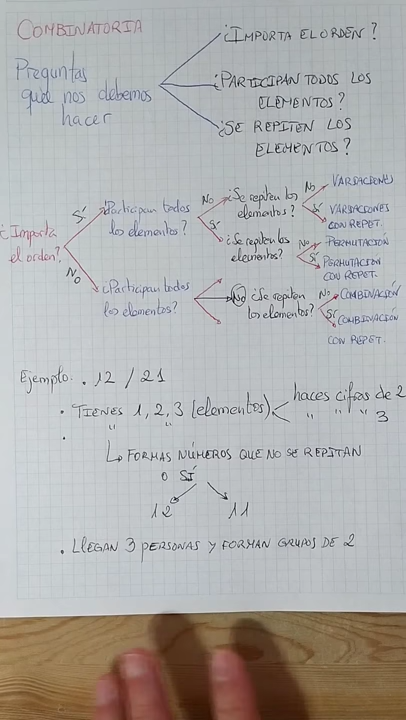 COMBINATORIA
Preguntas
que nos debemos
hacer
¿IMPORTA EL ORDEN?
¿PARTICIPAN TODOS LOS
ELEMENTOS?
¿SE REPITEN LOS
ELEMENTOS?
¿Importa
el orden?
Sí
No
¿Participan todos
los elementos?
No
Sí
¿Se repiten los
elementos?
No
Sí
VARIACIONES
VARIACIONES
CON REPET.
¿Se repiten los
elementos?
No
Sí
PERMUTACIÓN
PERMUTACIÓN
CON REPET.
¿Participan todos
los elementos?
No
¿Se repiten
los elementos?
No
Sí
COMBINACIÓN
COMBINACIÓN
CON REPET.
Ejemplo. . 12 / 21
. TIENES 1, 2, 3 (elementos) haces cifras de 2
" " " " " 3
.
FORMAS NÚMEROS QUE NO SE REPITAN
O SÍ
12 11
. LLEGAN 3 PERSONAS Y FORMAN GRUPOS DE 2